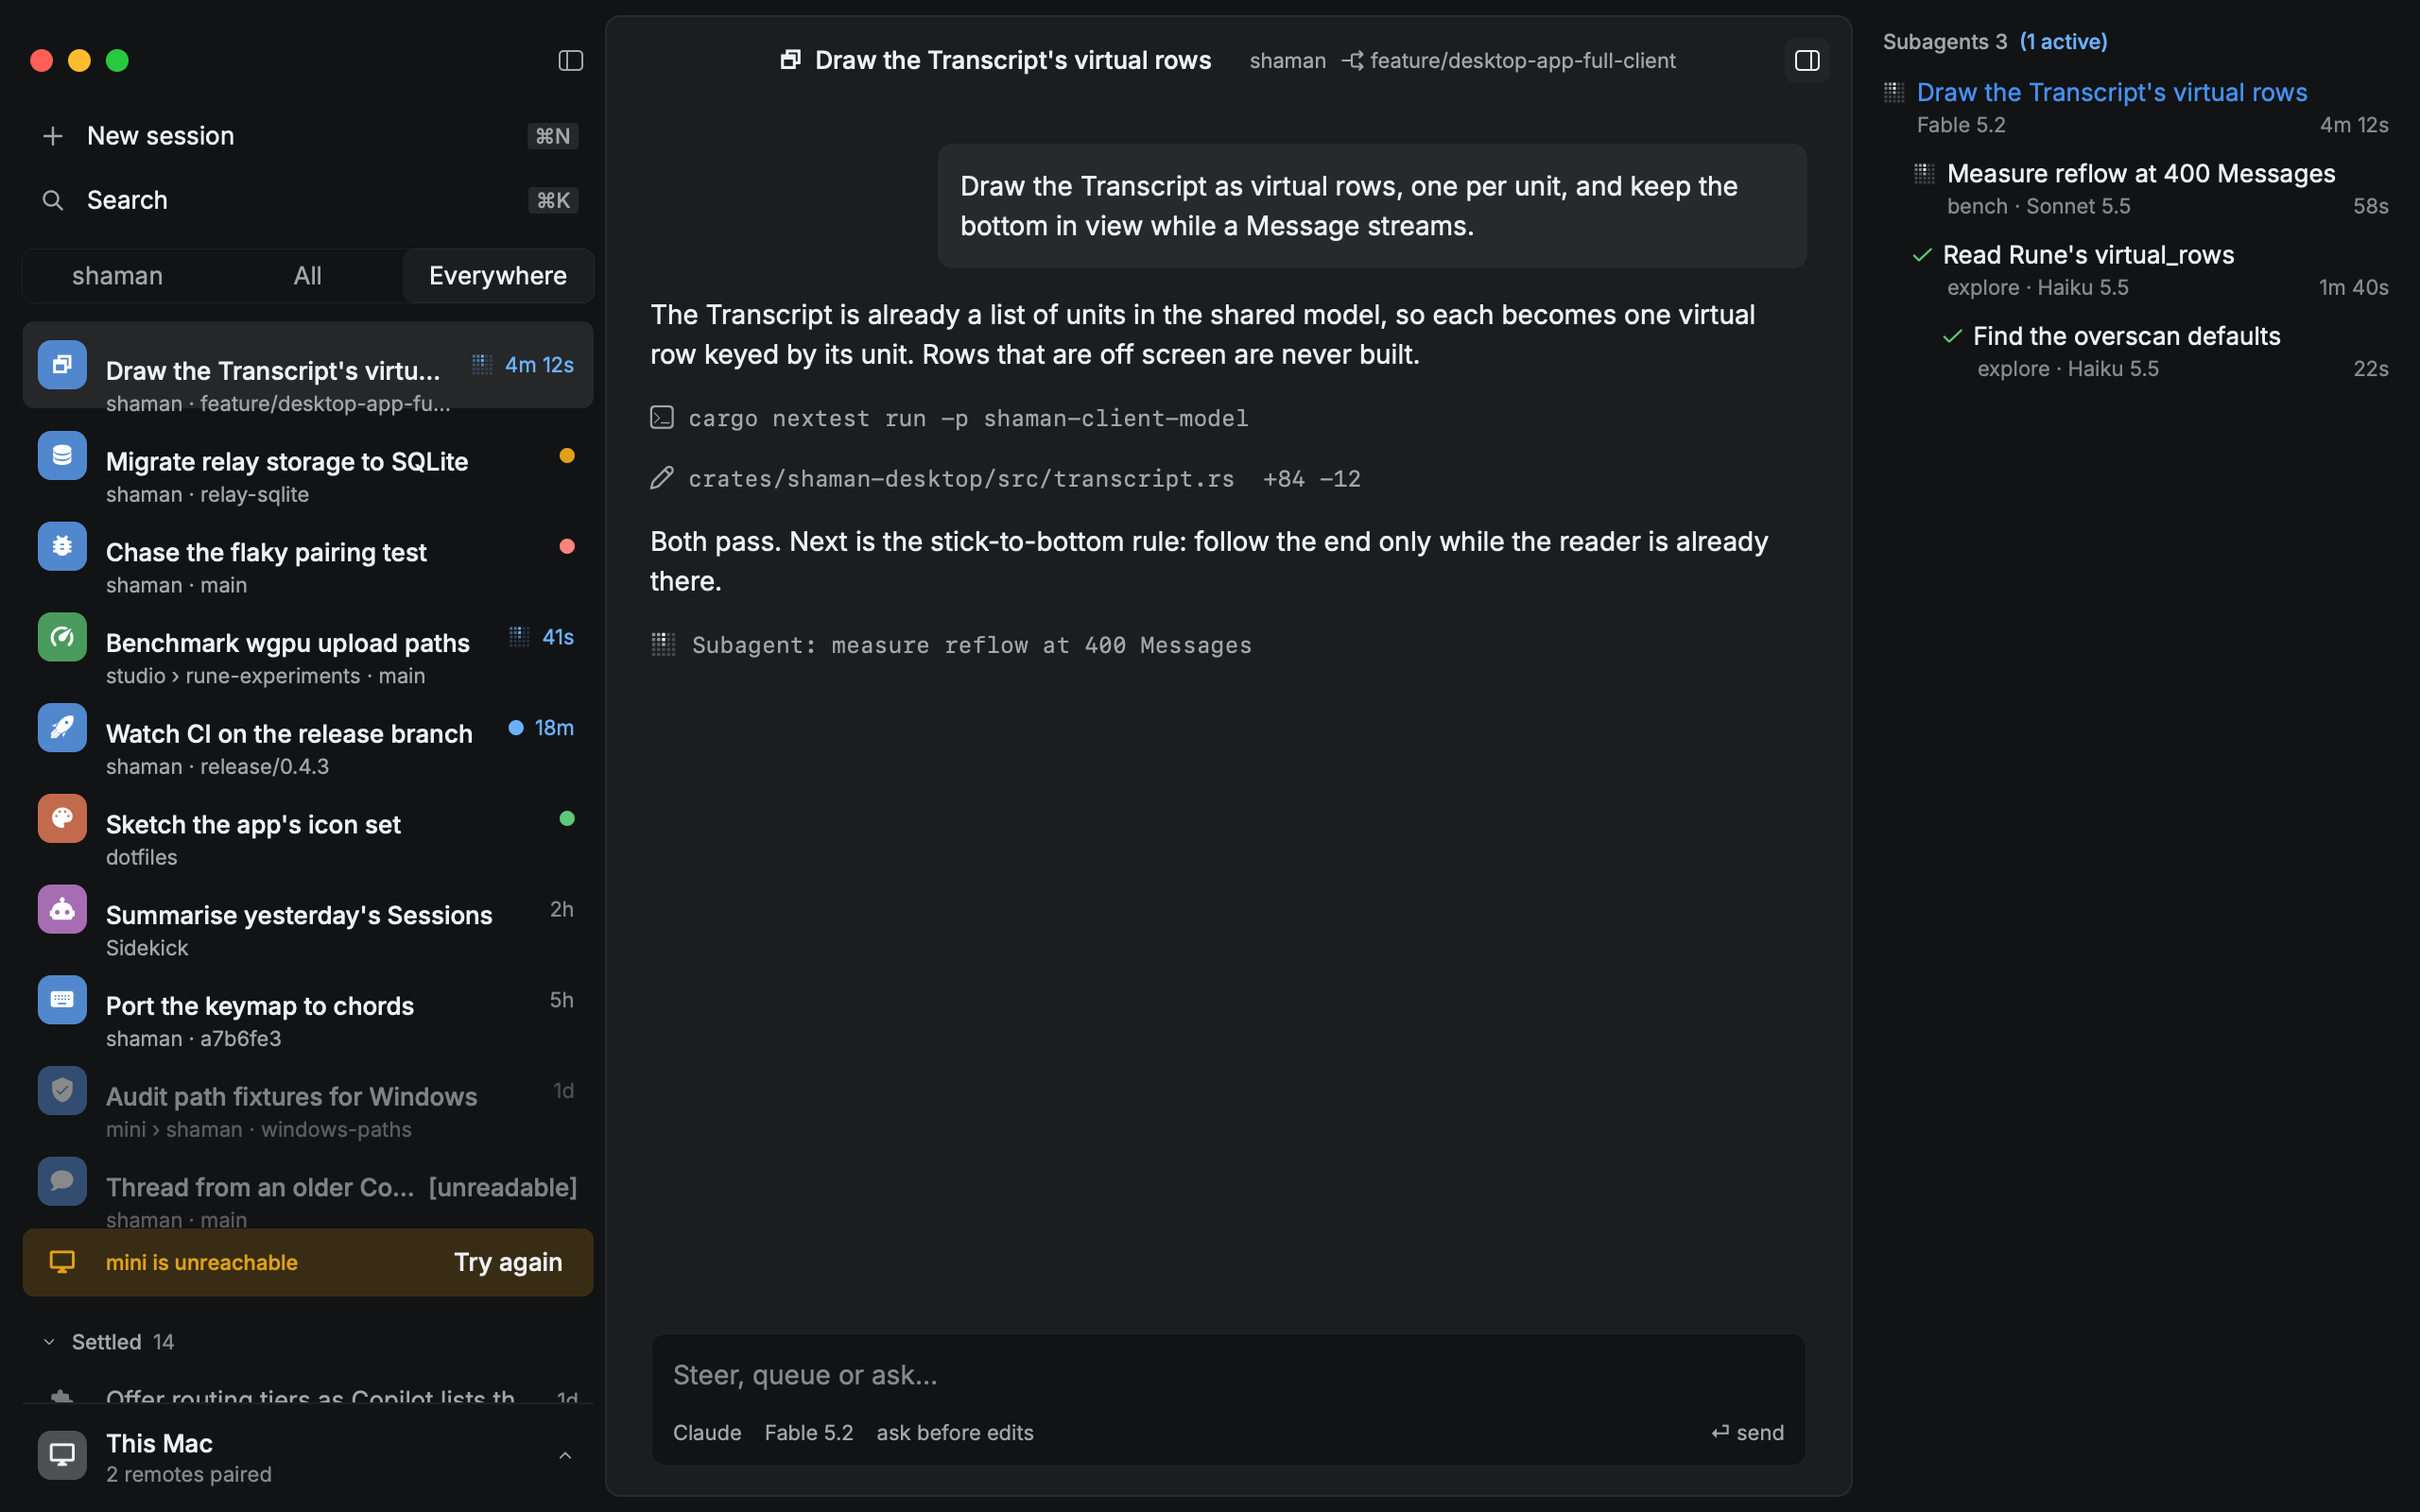 New session ⌘N
Search ⌘K
shaman All Everywhere
Draw the Transcript's virtu... 4m 12s
shaman · feature/desktop-app-fu...
Migrate relay storage to SQLite
shaman · relay-sqlite
Chase the flaky pairing test
shaman · main
Benchmark wgpu upload paths 41s
studio › rune-experiments · main
Watch CI on the release branch 18m
shaman · release/0.4.3
Sketch the app's icon set
dotfiles
Summarise yesterday's Sessions 2h
Sidekick
Port the keymap to chords 5h
shaman · a7b6fe3
Audit path fixtures for Windows 1d
mini › shaman · windows-paths
Thread from an older Co... [unreadable]
shaman · main
mini is unreachable Try again
Settled 14
Offer routing tiers as Copilot lists th 1d
This Mac
2 remotes paired
Draw the Transcript's virtual rows shaman feature/desktop-app-full-client
Draw the Transcript as virtual rows, one per unit, and keep the
bottom in view while a Message streams.
The Transcript is already a list of units in the shared model, so each becomes one virtual
row keyed by its unit. Rows that are off screen are never built.
cargo nextest run -p shaman-client-model
crates/shaman-desktop/src/transcript.rs +84 -12
Both pass. Next is the stick-to-bottom rule: follow the end only while the reader is already
there.
Subagent: measure reflow at 400 Messages
Steer, queue or ask...
Claude Fable 5.2 ask before edits send
Subagents 3 (1 active)
Draw the Transcript's virtual rows
Fable 5.2 4m 12s
Measure reflow at 400 Messages
bench · Sonnet 5.5 58s
Read Rune's virtual_rows
explore · Haiku 5.5 1m 40s
Find the overscan defaults
explore · Haiku 5.5 22s